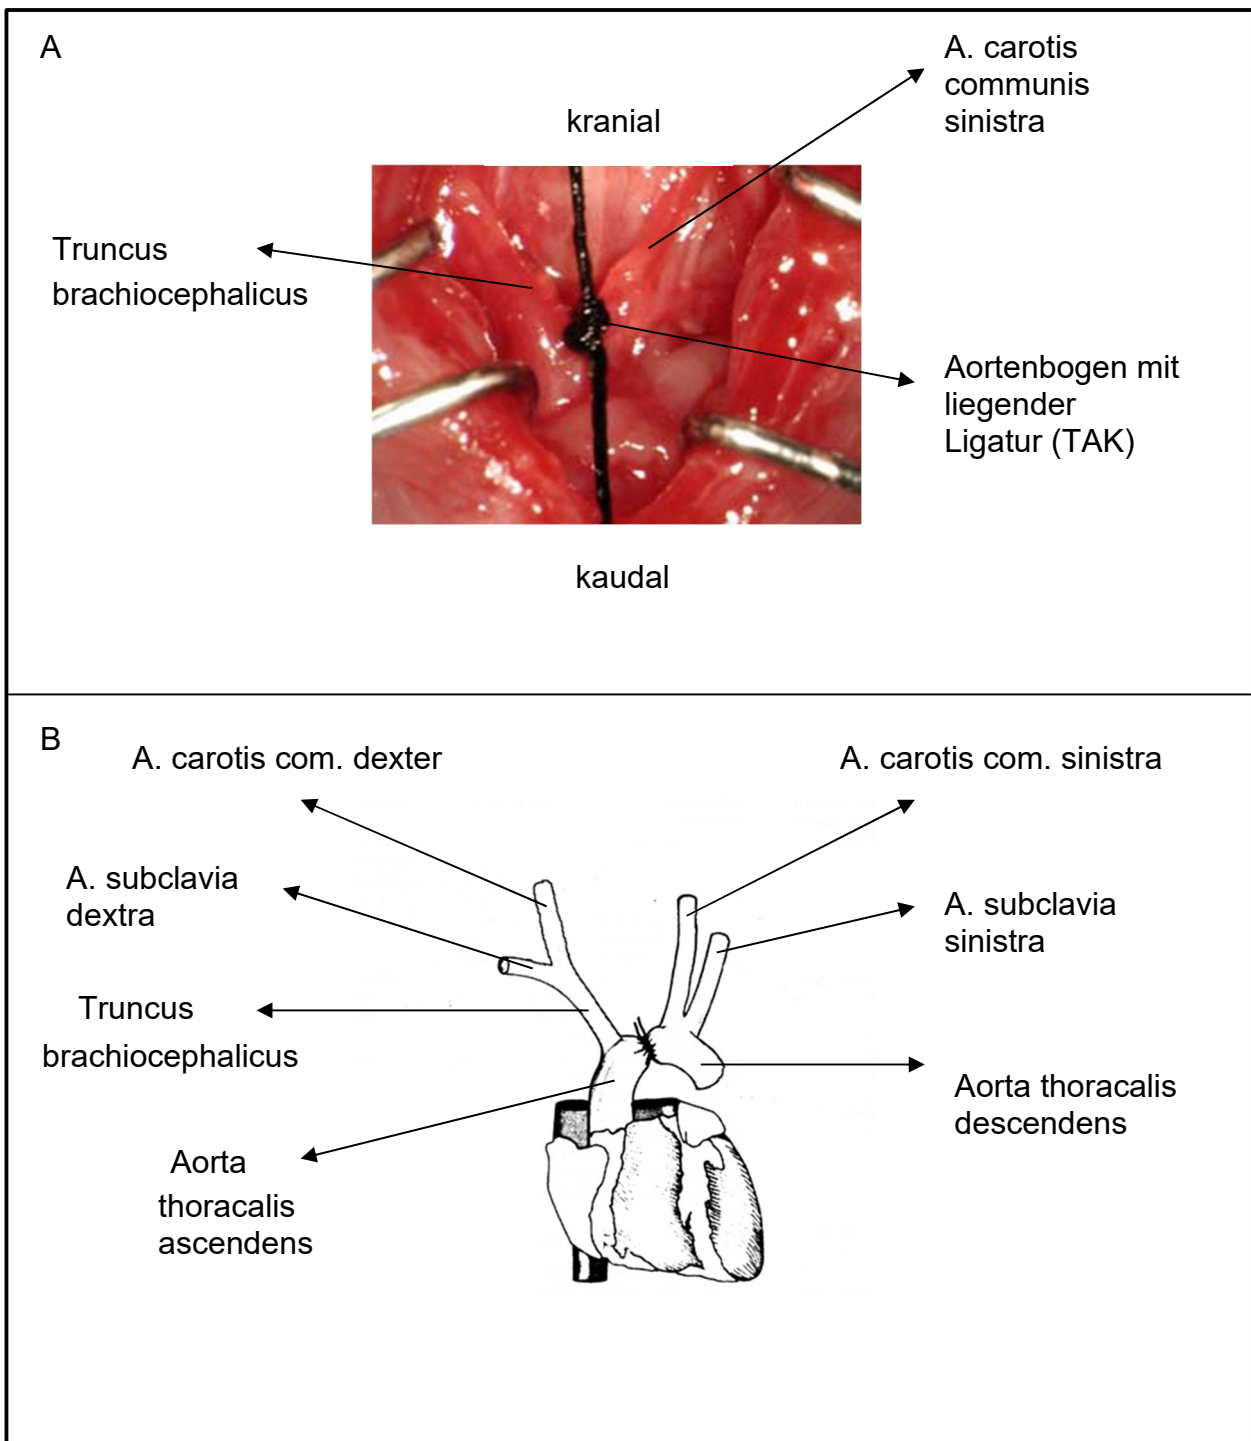 A
A. carotis
communis
sinistra
kranial
Truncus
brachiocephalicus
Aortenbogen mit
liegender
Ligatur (TAK)
kaudal
B
A. carotis com. dexter
A. carotis com. sinistra
A. subclavia
dextra
A. subclavia
sinistra
Truncus
brachiocephalicus
Aorta thoracalis
descendens
Aorta
thoracalis
ascendens